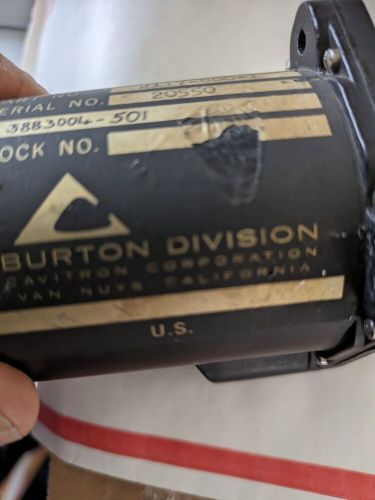 ERIAL NO. 20550
3883004-501
OCK NO.
BURTON DIVISION
CAVITRON CORPORATION
VAN NUYS CALIFORNIA
U.S.